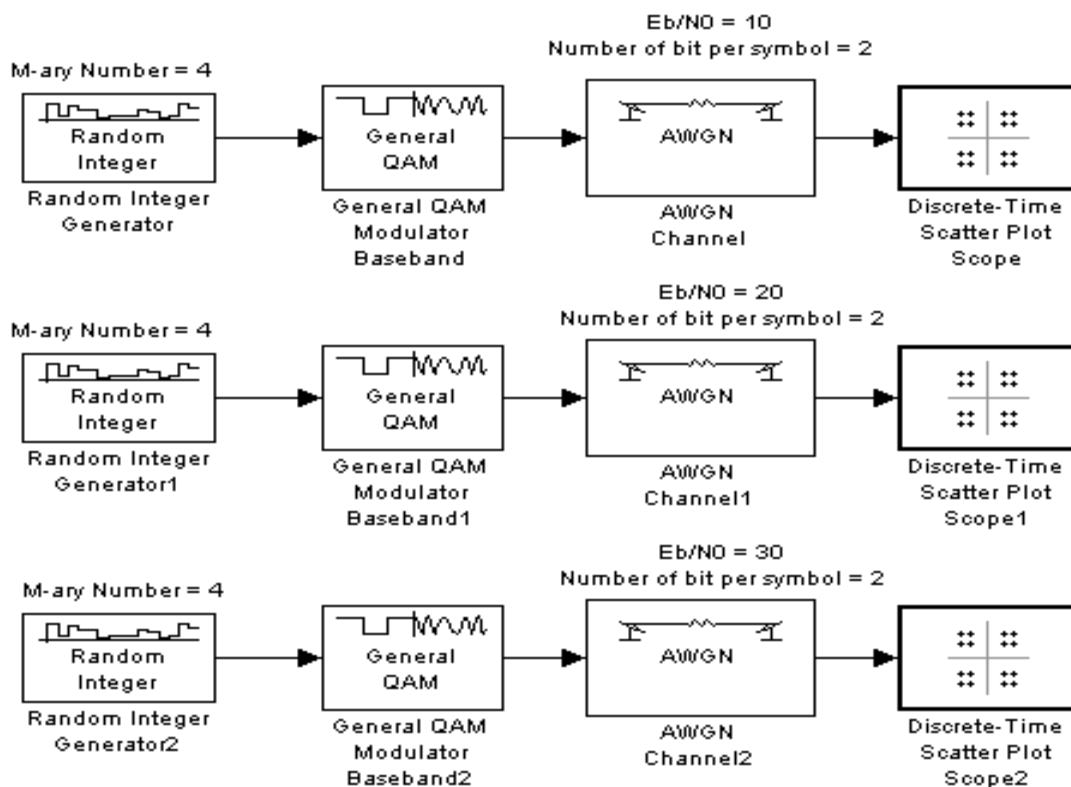 Eb/N0 = 10
Number of bit per symbol = 2
M-ary Number = 4
Random
Integer
Random Integer
Generator
General
QAM
General QAM
Modulator
Baseband
AWGN
AWGN
Channel
Discrete-Time
Scatter Plot
Scope
Eb/N0 = 20
Number of bit per symbol = 2
M-ary Number = 4
Random
Integer
Random Integer
Generator1
General
QAM
General QAM
Modulator
Baseband1
AWGN
AWGN
Channel1
Discrete-Time
Scatter Plot
Scope1
Eb/N0 = 30
Number of bit per symbol = 2
M-ary Number = 4
Random
Integer
Random Integer
Generator2
General
QAM
General QAM
Modulator
Baseband2
AWGN
AWGN
Channel2
Discrete-Time
Scatter Plot
Scope2